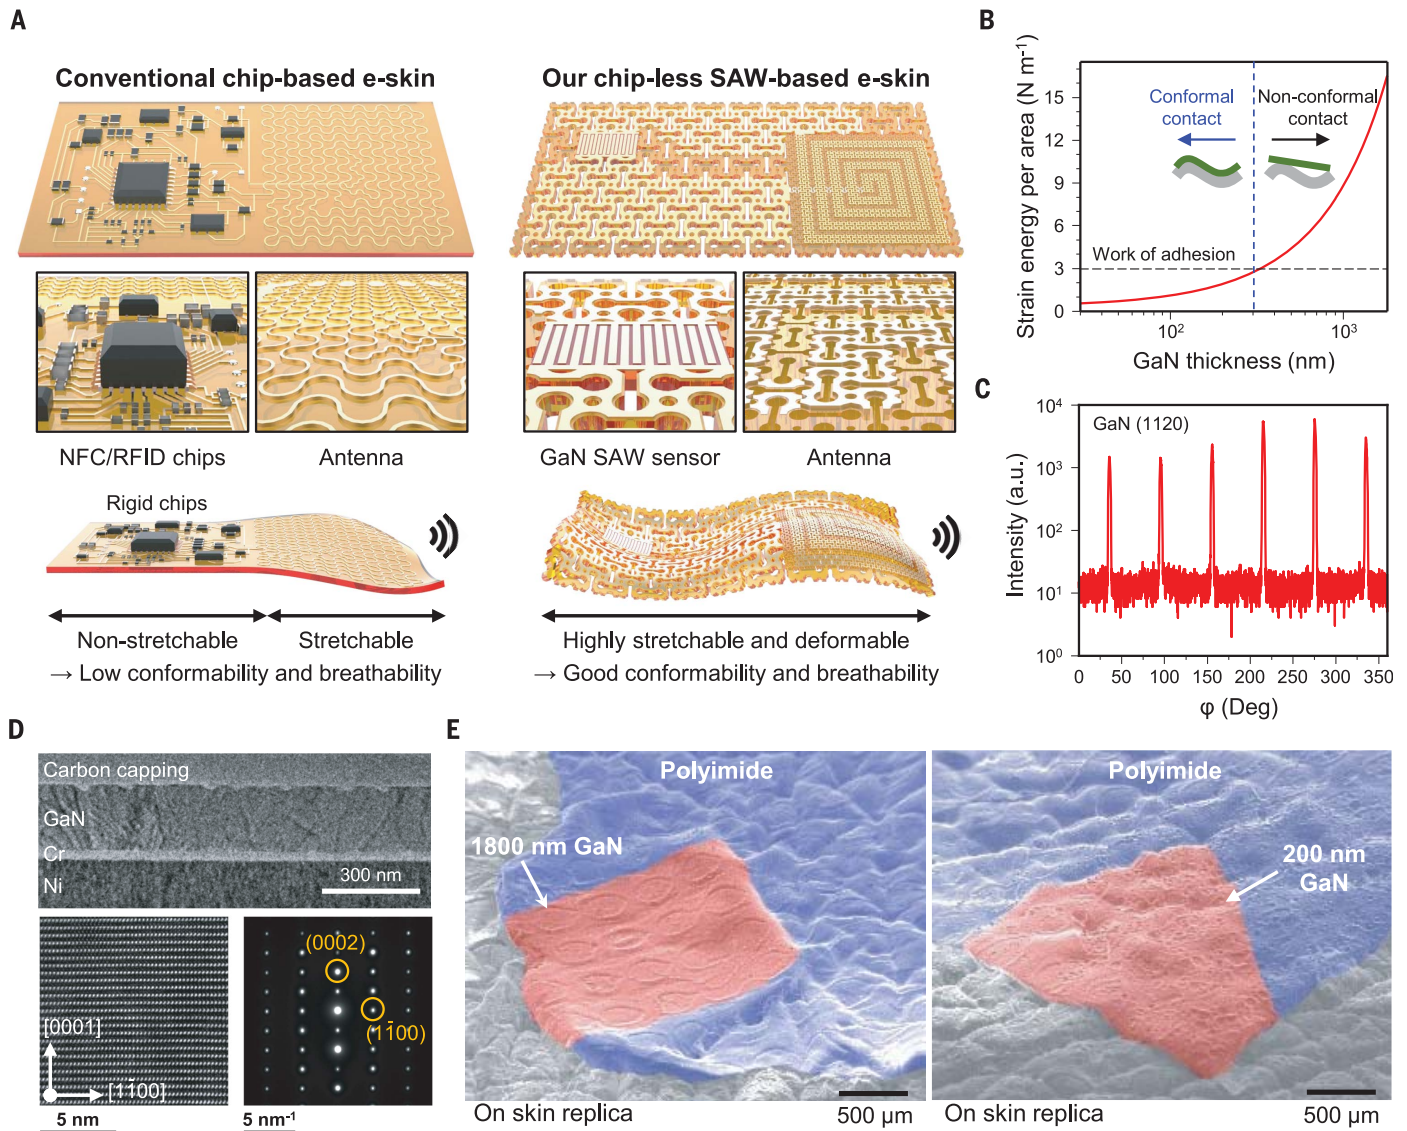 A
Conventional chip-based e-skin
Our chip-less SAW-based e-skin
NFC/RFID chips
Antenna
GaN SAW sensor
Antenna
Rigid chips
Non-stretchable
Stretchable
→ Low conformability and breathability
Highly stretchable and deformable
→ Good conformability and breathability
B
Strain energy per area (N m⁻¹)
15
12
9
6
3
0
Conformal
contact
Non-conformal
contact
Work of adhesion
10²
10³
GaN thickness (nm)
C
Intensity (a.u.)
10⁴
10³
10²
10¹
10⁰
GaN (1120)
0 50 100 150 200 250 300 350
φ (Deg)
D
Carbon capping
GaN
Cr
Ni
300 nm
[0001]
[11̄00]
5 nm
(0002)
(11̄00)
5 nm⁻¹
E
Polyimide
1800 nm GaN
On skin replica
500 µm
Polyimide
200 nm
GaN
On skin replica
500 µm